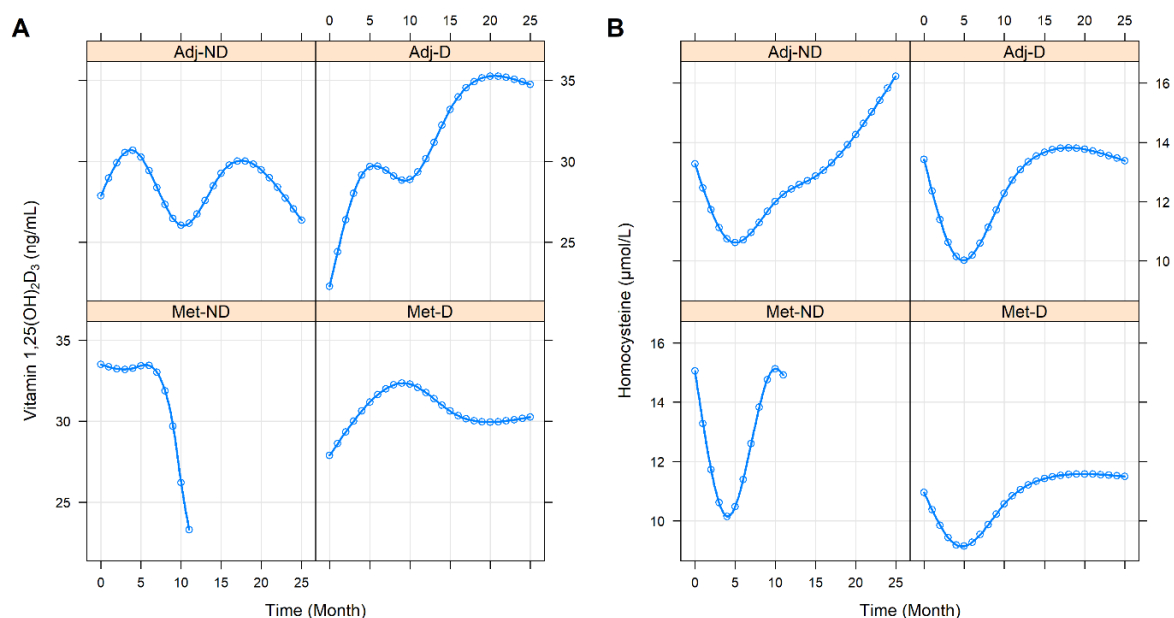 A
0 5 10 15 20 25
Adj-ND Adj-D
35
30
25
Met-ND Met-D
35
30
25
0 5 10 15 20 25
Vitamin 1,25(OH)₂D₃ (ng/mL)
Time (Month)
B
0 5 10 15 20 25
Adj-ND Adj-D
16
14
12
10
Met-ND Met-D
16
14
12
10
0 5 10 15 20 25
Homocysteine (μmol/L)
Time (Month)